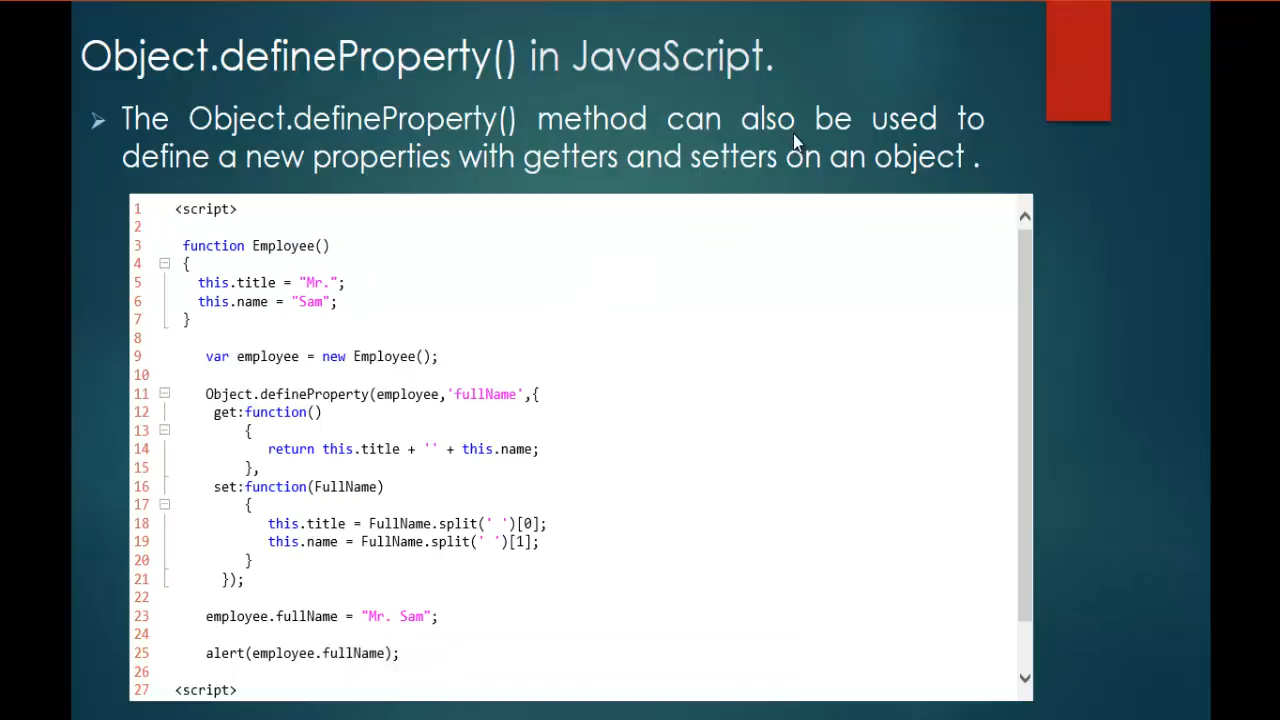 Object.defineProperty() in JavaScript.
The Object.defineProperty() method can also be used to
define a new properties with getters and setters on an object .
1 <script>
2
3 function Employee()
4 {
5 this.title = "Mr.";
6 this.name = "Sam";
7 }
8
9 var employee = new Employee();
10
11 Object.defineProperty(employee,'fullName',{
12 get:function()
13 {
14 return this.title + '' + this.name;
15 },
16 set:function(FullName)
17 {
18 this.title = FullName.split(' ')[0];
19 this.name = FullName.split(' ')[1];
20 }
21 });
22
23 employee.fullName = "Mr. Sam";
24
25 alert(employee.fullName);
26
27 <script>